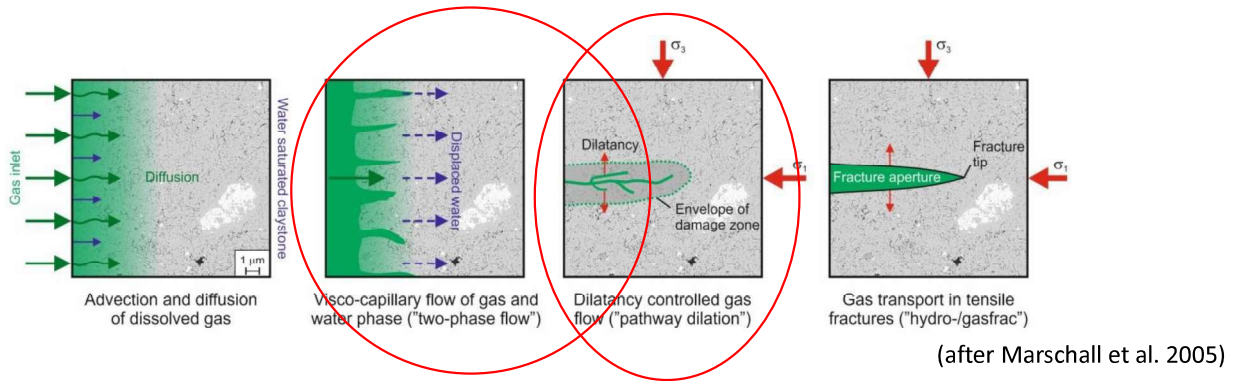 Gas inlet
Diffusion
Water saturated claystone
1 μm
Advection and diffusion
of dissolved gas
Displaced water
Visco-capillary flow of gas and
water phase ("two-phase flow")
σ3
Dilatancy
σ1
Envelope of
damage zone
Dilatancy controlled gas
flow ("pathway dilation")
σ3
Fracture
tip
Fracture aperture
σ1
Gas transport in tensile
fractures ("hydro-/gasfrac")
(after Marschall et al. 2005)